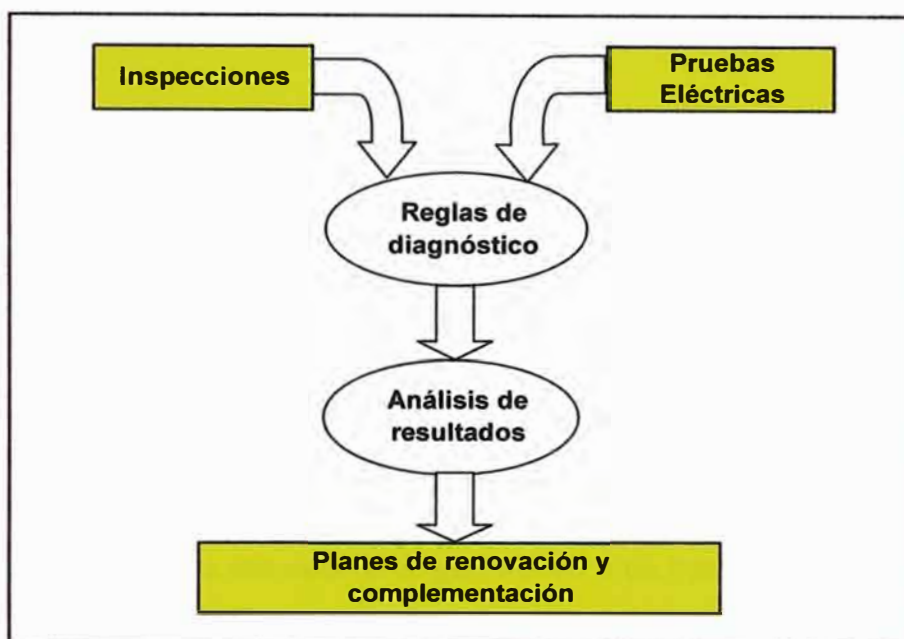 Inspecciones
Pruebas
Eléctricas
Reglas de
diagnóstico
Análisis de
resultados
Planes de renovación y
complementación